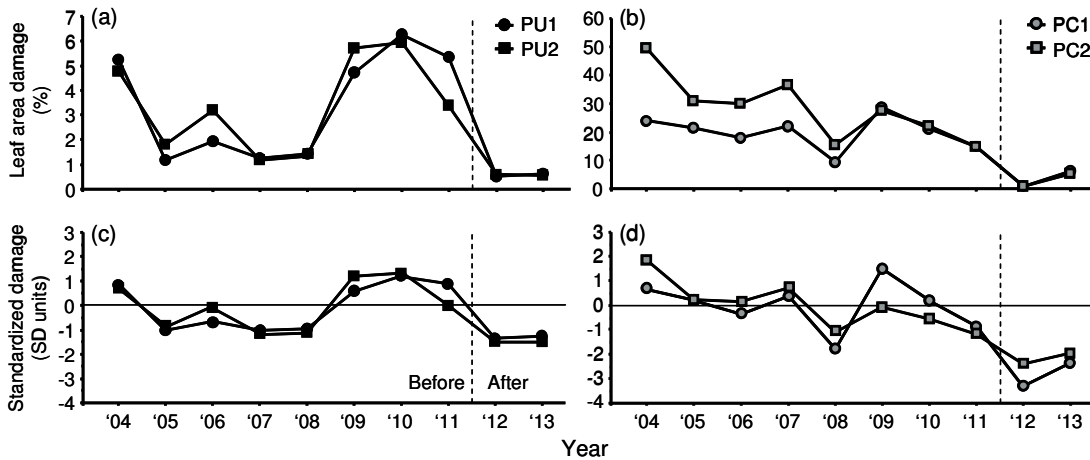 (a)
PU1
PU2
Leaf area damage
(%)
7
6
5
4
3
2
1
0
(b)
PC1
PC2
60
50
40
30
20
10
0
(c)
Standardized damage
(SD units)
3
2
1
0
-1
-2
-3
-4
Before After
‘04 ‘05 ‘06 ‘07 ‘08 ‘09 ‘10 ‘11 ‘12 ‘13
(d)
3
2
1
0
-1
-2
-3
-4
‘04 ‘05 ‘06 ‘07 ‘08 ‘09 ‘10 ‘11 ‘12 ‘13
Year